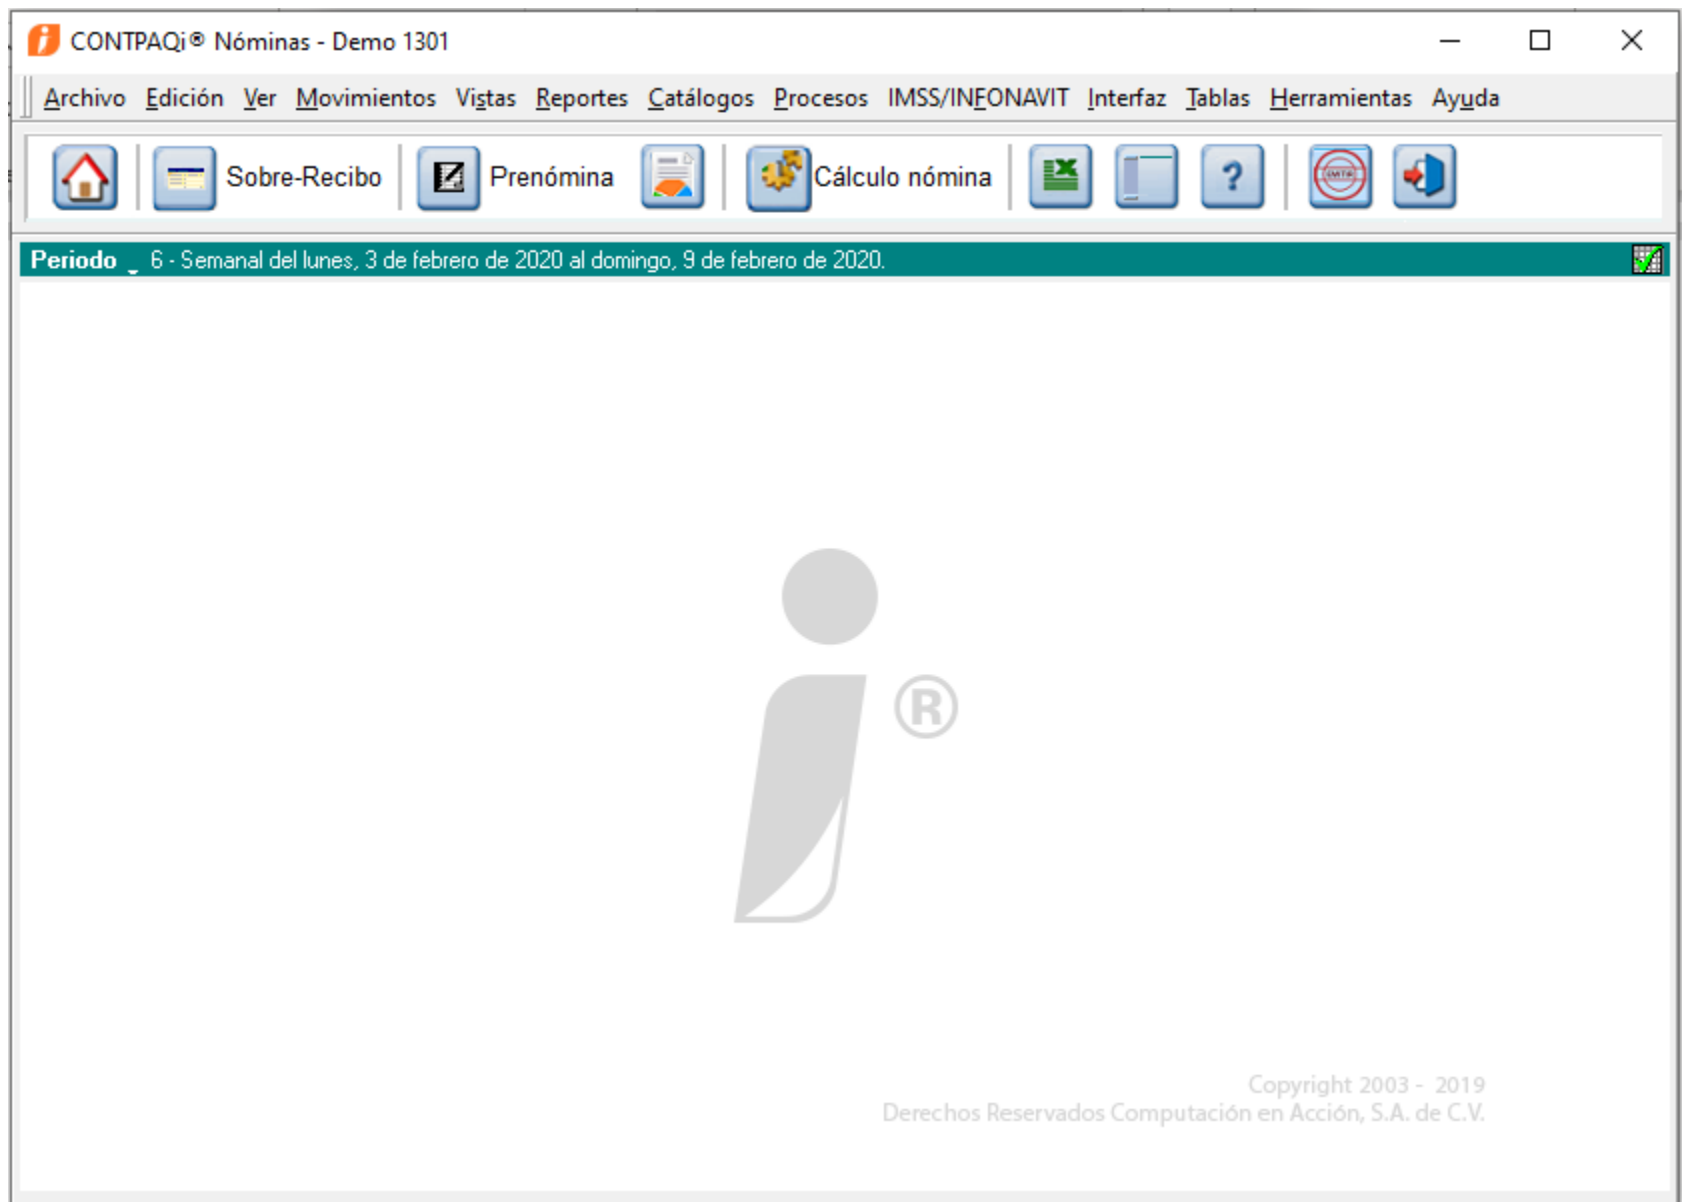 CONTPAQi® Nóminas - Demo 1301
Archivo Edición Ver Movimientos Vistas Reportes Catálogos Procesos IMSS/INFONAVIT Interfaz Tablas Herramientas Ayuda
Sobre-Recibo Prenómina Cálculo nómina ? EMITIR
Periodo 6 - Semanal del lunes, 3 de febrero de 2020 al domingo, 9 de febrero de 2020.
®
Copyright 2003 - 2019
Derechos Reservados Computación en Acción, S.A. de C.V.